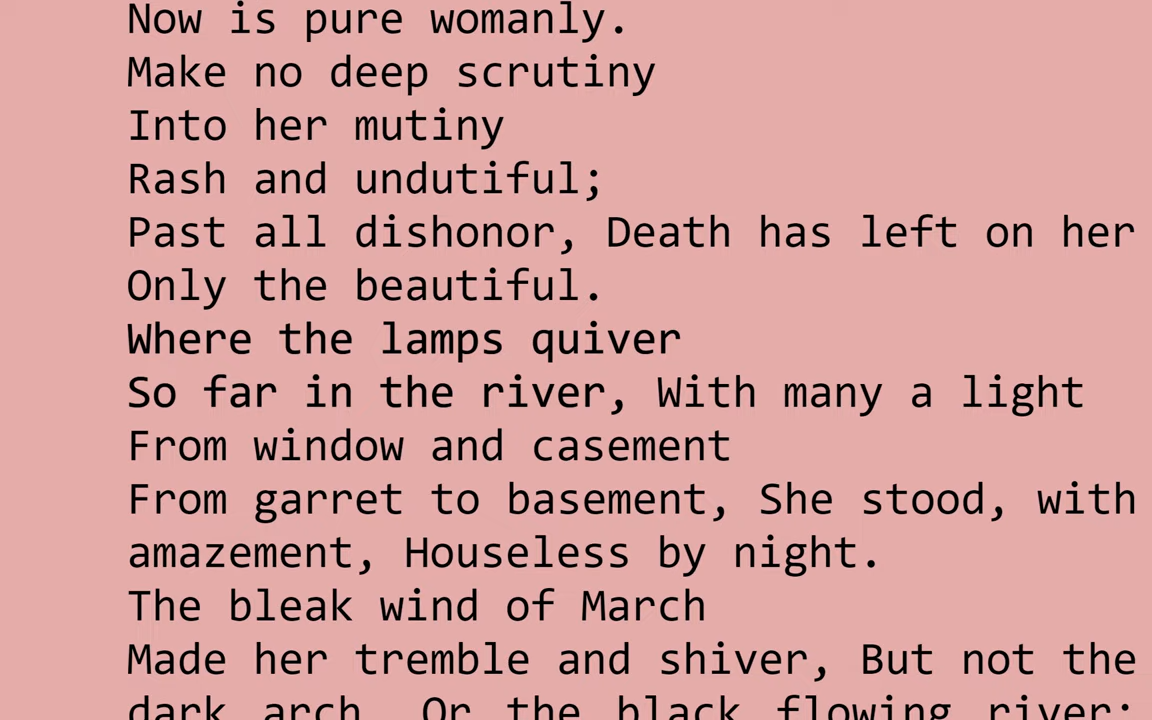 Now is pure womanly.
Make no deep scrutiny
Into her mutiny
Rash and undutiful;
Past all dishonor, Death has left on her
Only the beautiful.
Where the lamps quiver
So far in the river, With many a light
From window and casement
From garret to basement, She stood, with
amazement, Houseless by night.
The bleak wind of March
Made her tremble and shiver, But not the
dark arch, Or the black flowing river: